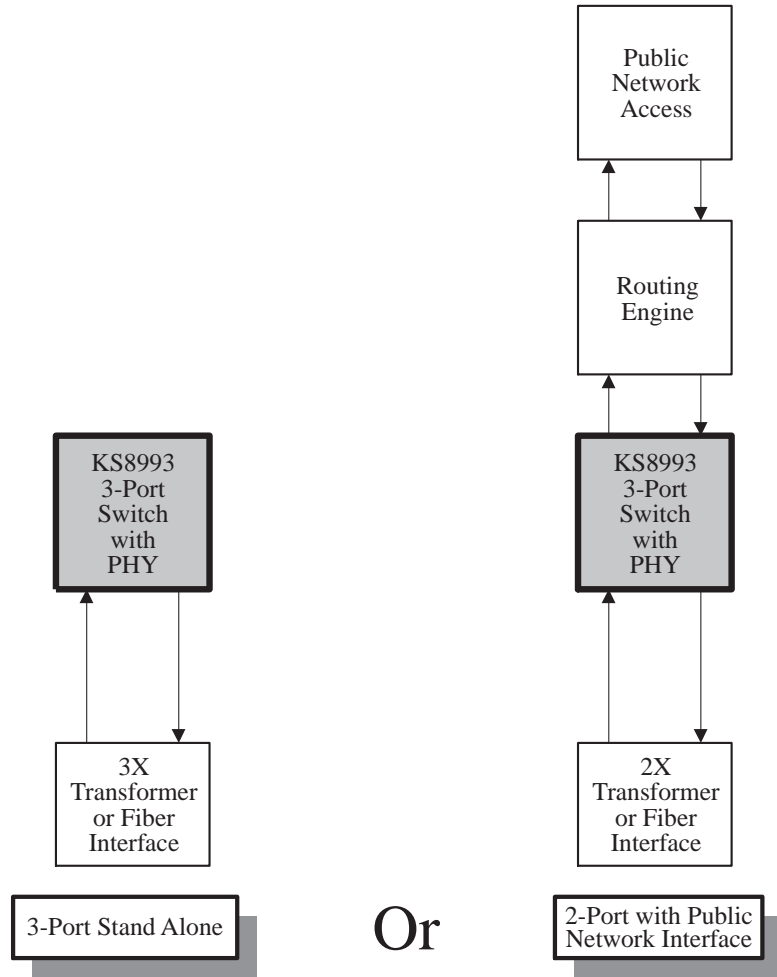 Public
Network
Access
Routing
Engine
KS8993
3-Port
Switch
with
PHY
KS8993
3-Port
Switch
with
PHY
3X
Transformer
or Fiber
Interface
2X
Transformer
or Fiber
Interface
3-Port Stand Alone
Or
2-Port with Public
Network Interface